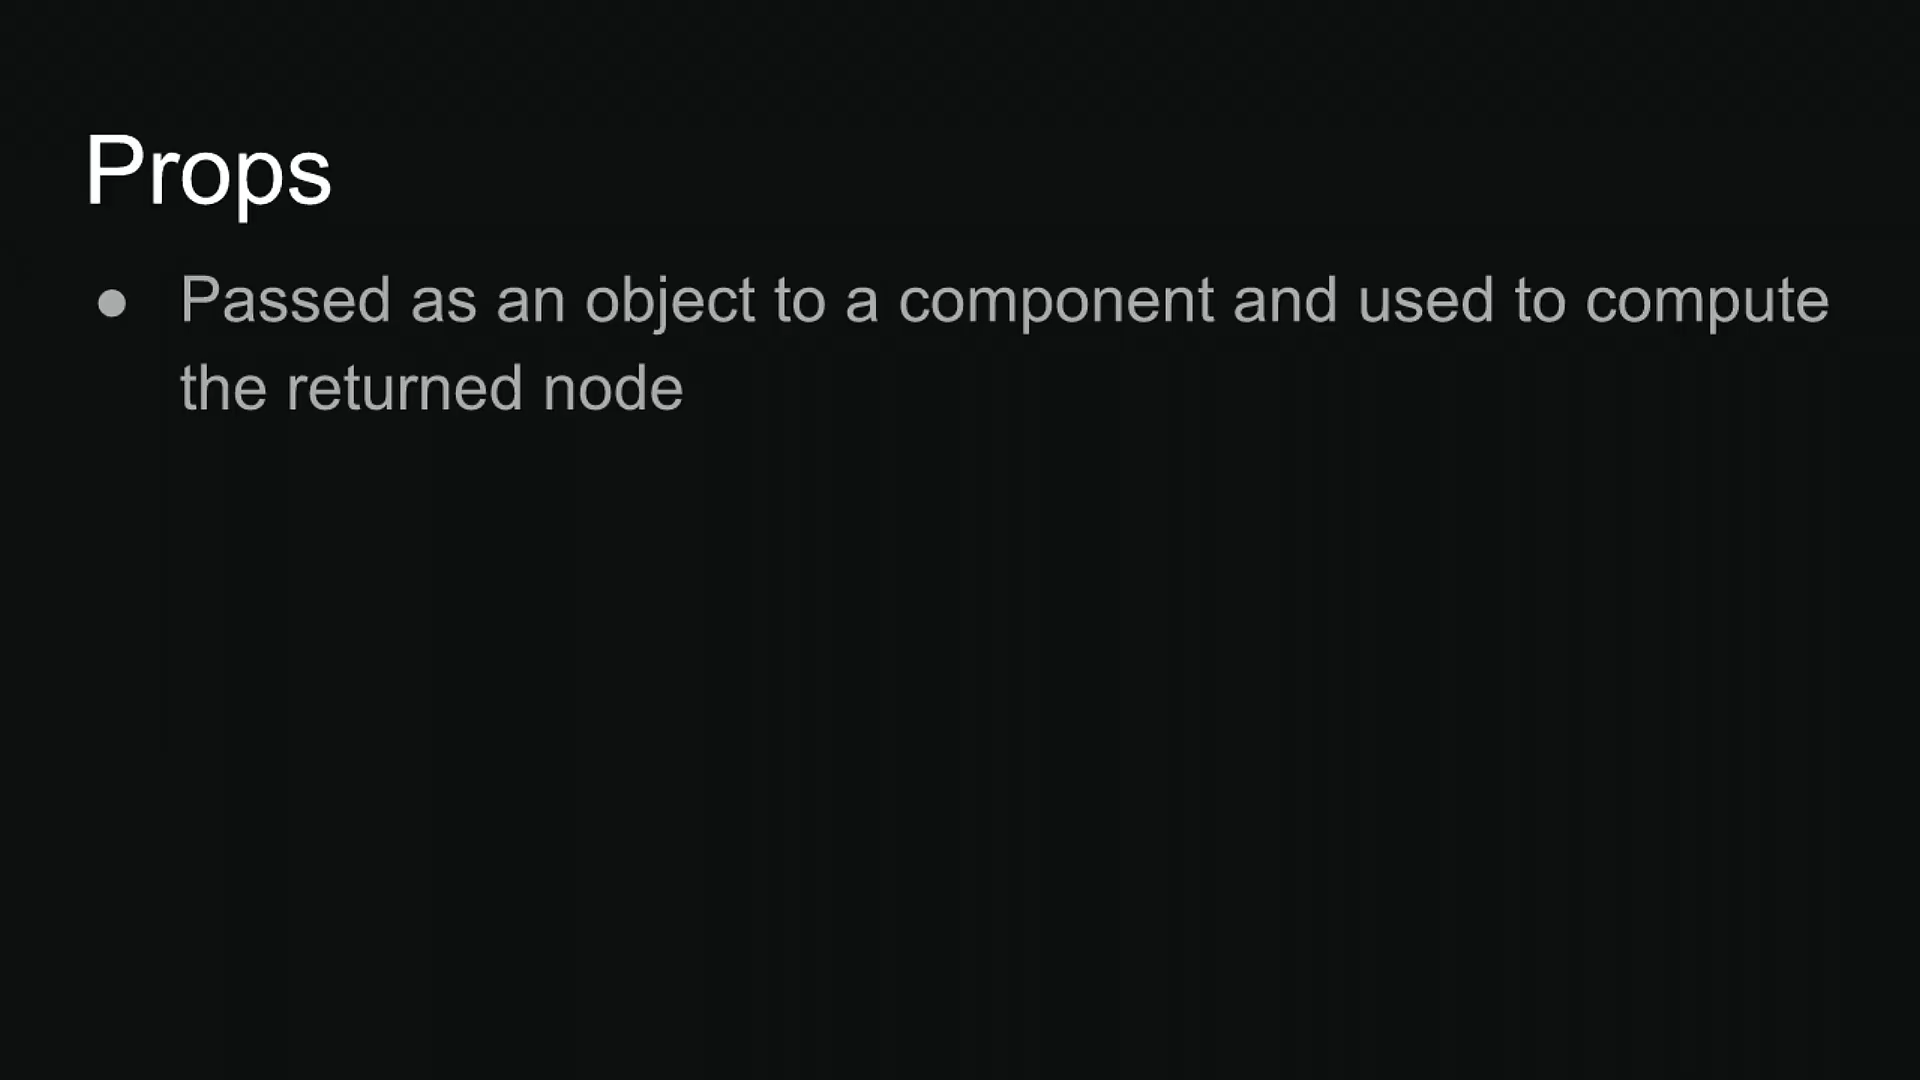 Props
● Passed as an object to a component and used to compute
the returned node